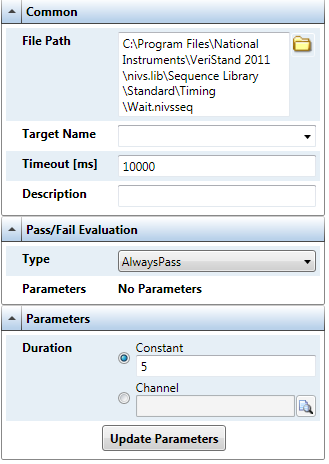 Common
File Path
C:\Program Files\National
Instruments\VeriStand 2011
\nivs.lib\Sequence Library
\Standard\Timing
\Wait.nivsseq
Target Name
Timeout [ms]
10000
Description
Pass/Fail Evaluation
Type
AlwaysPass
Parameters
No Parameters
Parameters
Duration
Constant
5
Channel
Update Parameters